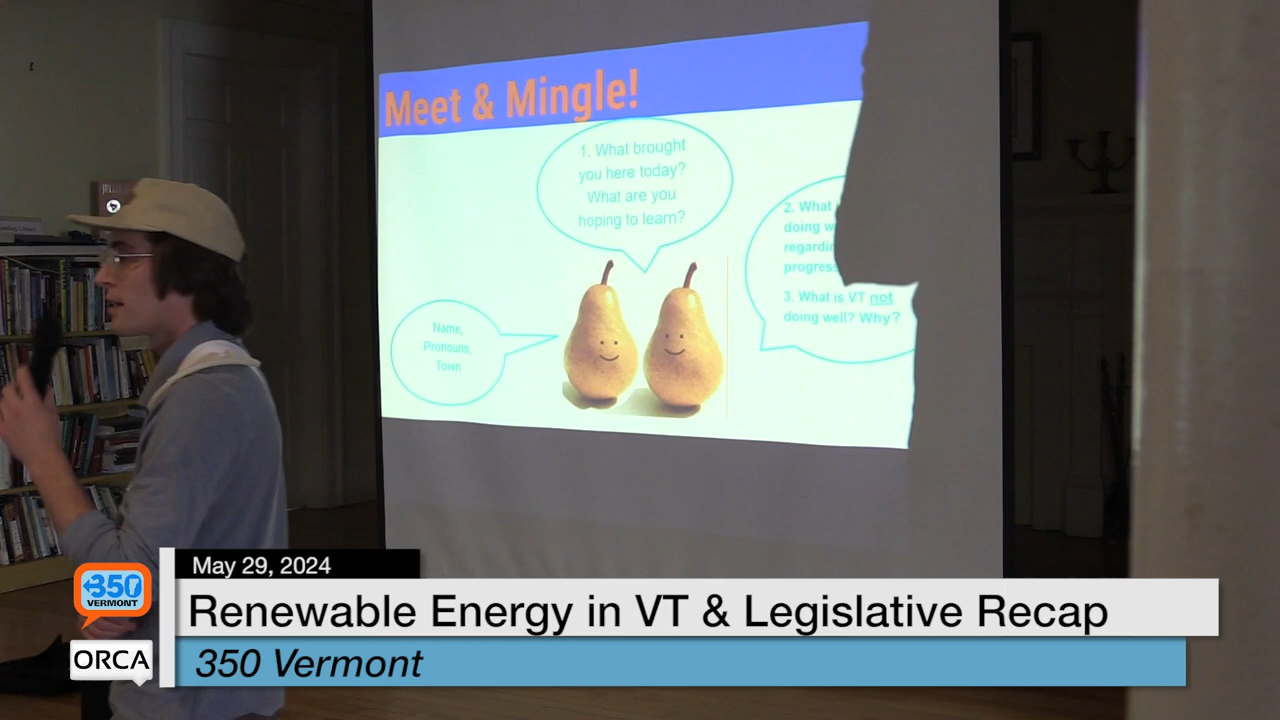 Meet & Mingle!
1. What brought
you here today?
What are you
hoping to learn?
2. What
doing
regarding
progress
3. What is VT not
doing well? Why?
Name,
Pronouns,
Town
May 29, 2024
Renewable Energy in VT & Legislative Recap
350 Vermont
350
VERMONT
ORCA